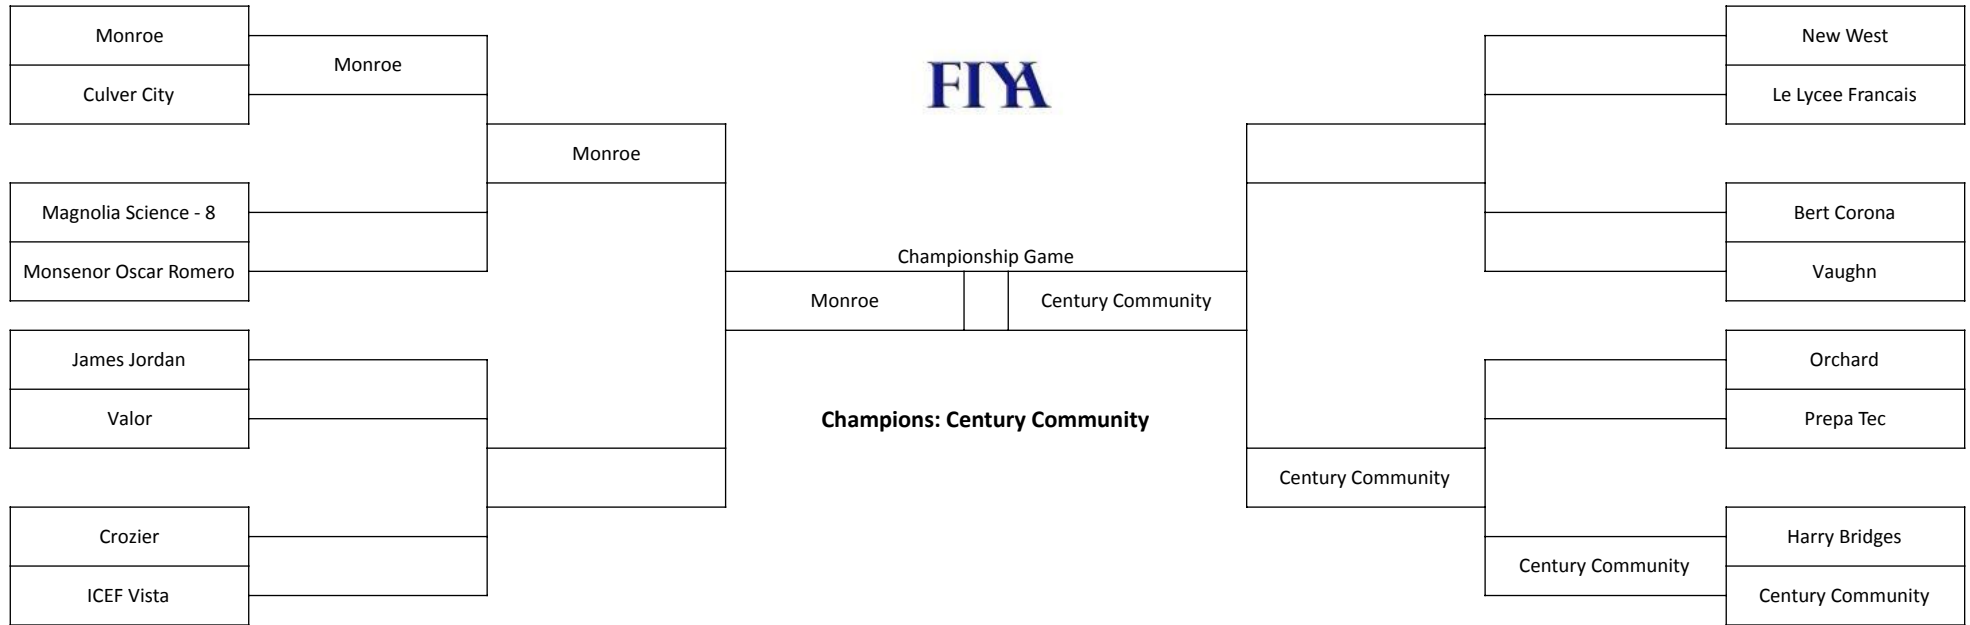 Monroe
Culver City
Magnolia Science - 8
Monsenor Oscar Romero
James Jordan
Valor
Crozier
ICEF Vista
Monroe
Monroe
FIYA
Championship Game
Monroe
Century Community
Champions: Century Community
Century Community
Century Community
New West
Le Lycee Francais
Bert Corona
Vaughn
Orchard
Prepa Tec
Harry Bridges
Century Community